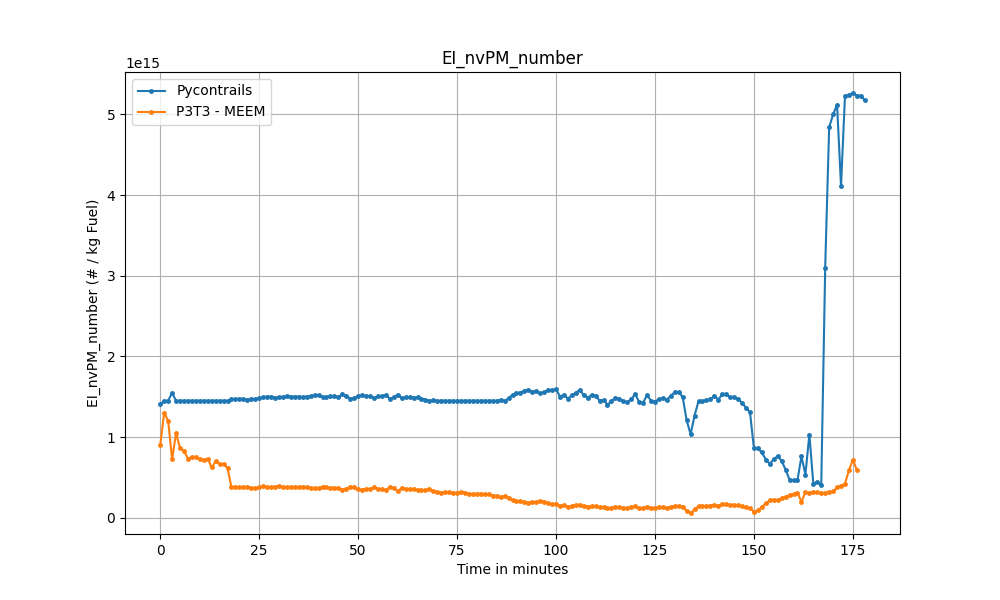 EI_nvPM_number
1e15
Pycontrails
P3T3 - MEEM
5
4
3
2
1
0
EI_nvPM_number (# / kg Fuel)
0 25 50 75 100 125 150 175
Time in minutes